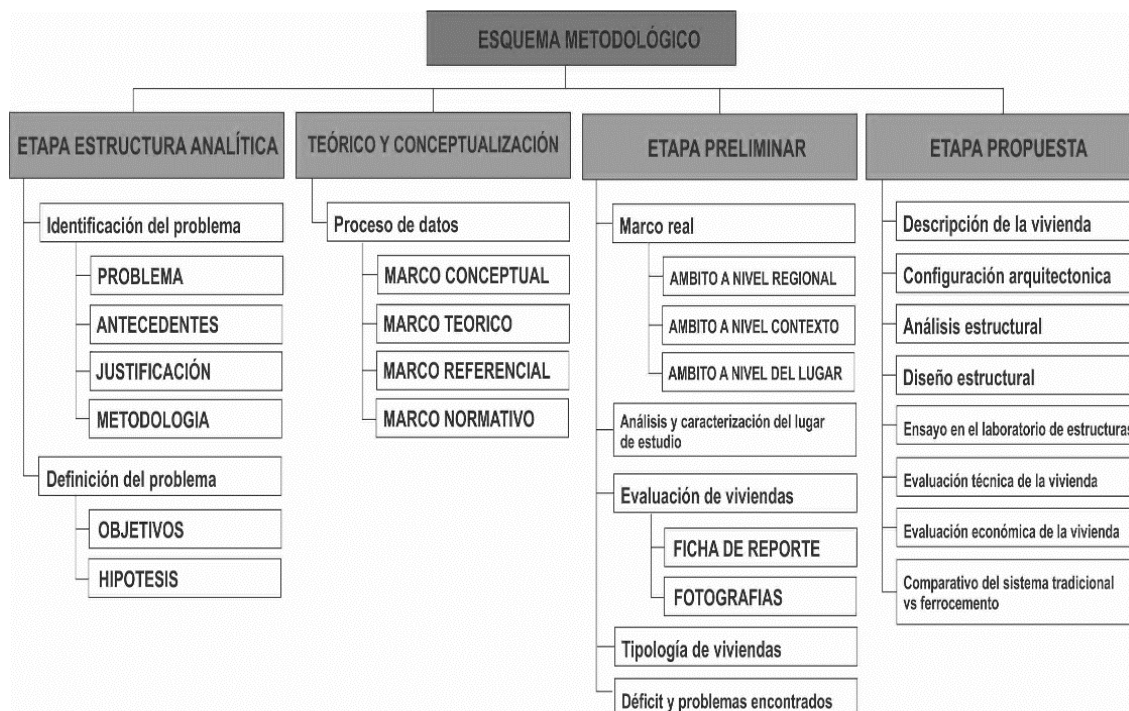 ESQUEMA METODOLÓGICO
ETAPA ESTRUCTURA ANALÍTICA
Identificación del problema
PROBLEMA
ANTECEDENTES
JUSTIFICACIÓN
METODOLOGIA
Definición del problema
OBJETIVOS
HIPOTESIS
TEÓRICO Y CONCEPTUALIZACIÓN
Proceso de datos
MARCO CONCEPTUAL
MARCO TEORICO
MARCO REFERENCIAL
MARCO NORMATIVO
ETAPA PRELIMINAR
Marco real
AMBITO A NIVEL REGIONAL
AMBITO A NIVEL CONTEXTO
AMBITO A NIVEL DEL LUGAR
Análisis y caracterización del lugar
de estudio
Evaluación de viviendas
FICHA DE REPORTE
FOTOGRAFIAS
Tipología de viviendas
Déficit y problemas encontrados
ETAPA PROPUESTA
Descripción de la vivienda
Configuración arquitectonica
Análisis estructural
Diseño estructural
Ensayo en el laboratorio de estructuras
Evaluación técnica de la vivienda
Evaluación económica de la vivienda
Comparativo del sistema tradicional
vs ferrocemento